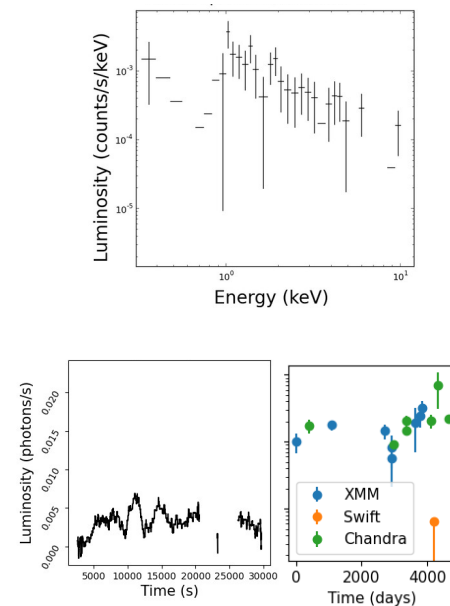 10⁻³
10⁻⁴
10⁻⁵
Luminosity (counts/s/keV)
10⁰
10¹
Energy (keV)
0.020
0.015
0.010
0.005
0.000
Luminosity (photons/s)
5000 10000 15000 20000 25000 30000
Time (s)
XMM
Swift
Chandra
0 2000 4000
Time (days)